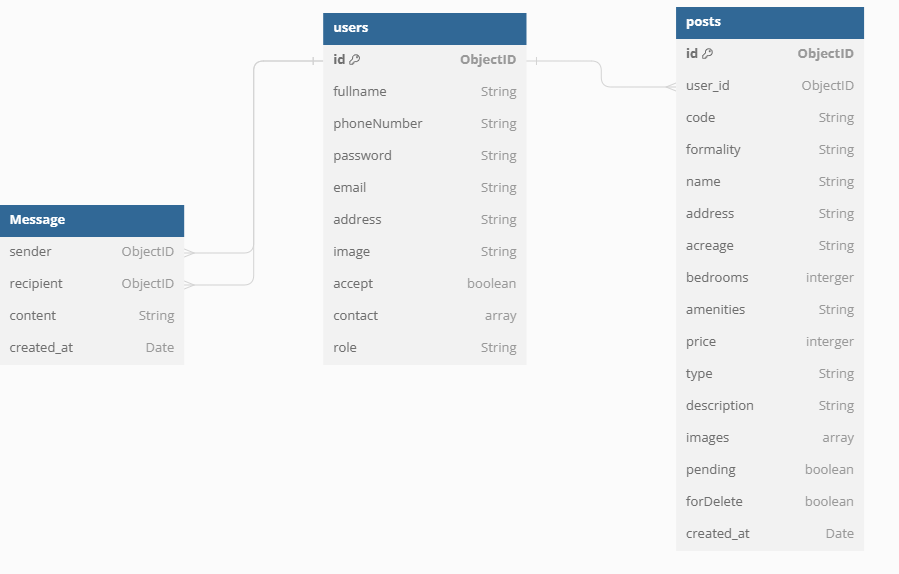 users
id ObjectID
fullname String
phoneNumber String
password String
email String
address String
image String
accept boolean
contact array
role String
Message
sender ObjectID
recipient ObjectID
content String
created_at Date
posts
id ObjectID
user_id ObjectID
code String
formality String
name String
address String
acreage String
bedrooms interger
amenities String
price interger
type String
description String
images array
pending boolean
forDelete boolean
created_at Date